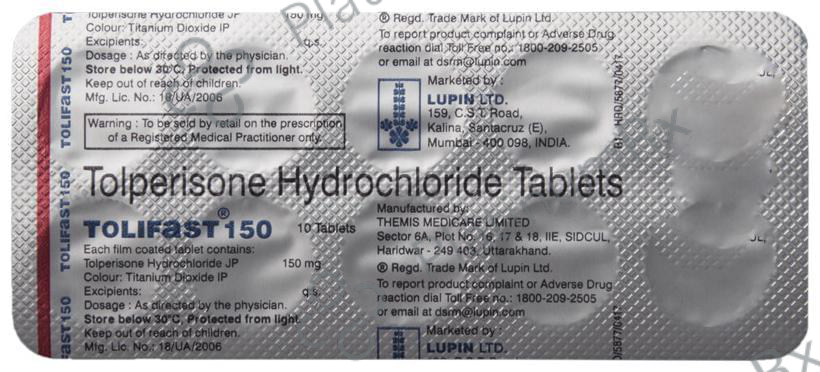 Tolperisone Hydrochloride JP 150 mg
Colour: Titanium Dioxide IP
Excipients: q.s.
Dosage : As directed by the physician.
Store below 30°C, Protected from light.
Keep out of reach of children.
Mfg. Lic. No.: 18/UA/2006
Warning : To be sold by retail on the prescription
of a Registered Medical Practitioner only.
® Regd. Trade Mark of Lupin Ltd.
To report product complaint or Adverse Drug
reaction dial Toll Free no.: 1800-209-2505
or email at dsrm@lupin.com
Marketed by :
LUPIN LTD.
159, C.S.T. Road,
Kalina, Santacruz (E),
Mumbai - 400 098, INDIA.
Tolperisone Hydrochloride Tablets
TOLIFAST® 150 10 Tablets
Each film coated tablet contains:
Tolperisone Hydrochloride JP 150 mg
Colour: Titanium Dioxide IP
Excipients: q.s.
Dosage : As directed by the physician.
Store below 30°C, Protected from light.
Keep out of reach of children.
Mfg. Lic. No.: 18/UA/2006
Manufactured by:
THEMIS MEDICARE LIMITED
Sector 6A, Plot No. 16, 17 & 18, IIE, SIDCUL,
Haridwar - 249 403, Uttarakhand.
® Regd. Trade Mark of Lupin Ltd.
To report product complaint or Adverse Drug
reaction dial Toll Free no.: 1800-209-2505
or email at dsrm@lupin.com
Marketed by :
LUPIN LTD.
TOLIFAST 150
TOLIFAST 150
TOLIFAST 150
UL,
UL,
Rx
Rx